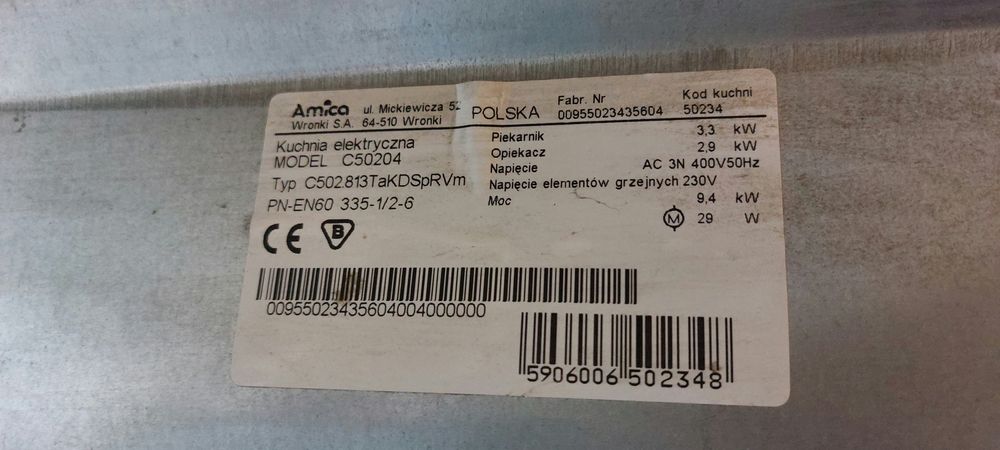 Amica ul. Mickiewicza 52 POLSKA Fabr. Nr Kod kuchni
Wronki S.A. 64-510 Wronki 00955023435604 50234
Kuchnia elektryczna
MODEL C50204
Typ C502.813TaKDSpRVm
PN-EN60 335-1/2-6
Piekarnik 3,3 kW
Opiekacz 2,9 kW
Napięcie AC 3N 400V50Hz
Napięcie elementów grzejnych 230V
Moc 9,4 kW
M 29 W
CE B
00955023435604004000000
5906006 502348